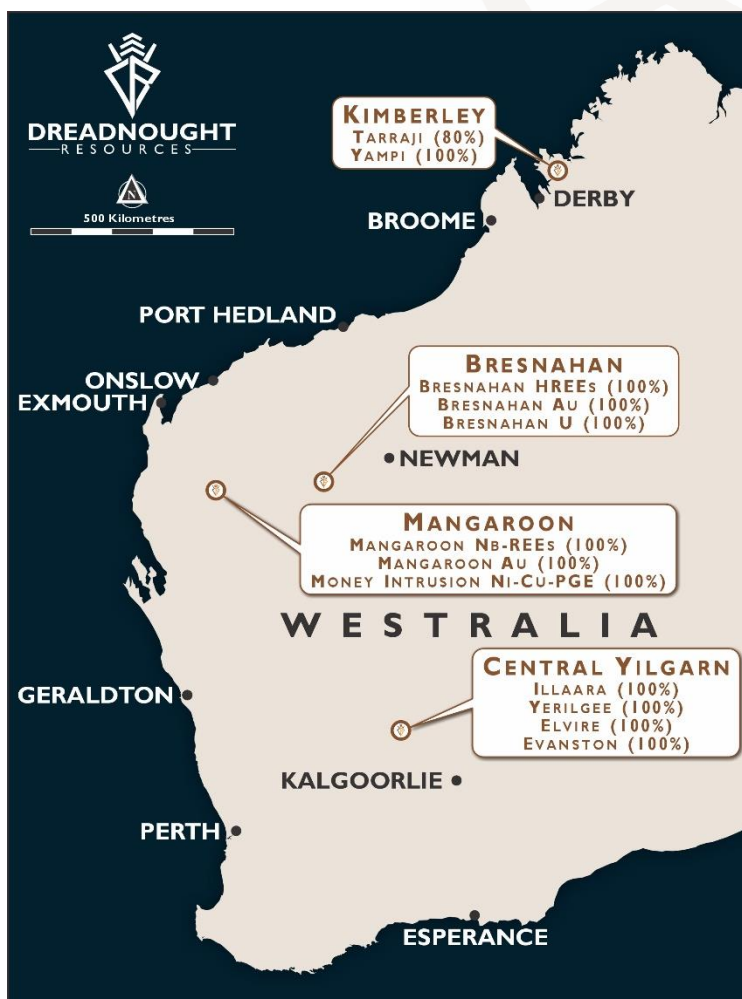 DREADNOUGHT
RESOURCES
N
500 Kilometres
KIMBERLEY
TARRAJI (80%)
YAMPI (100%)
DERBY
BROOME
PORT HEDLAND
ONSLOW
EXMOUTH
BRESNAHAN
BRESNAHAN HREES (100%)
BRESNAHAN AU (100%)
BRESNAHAN U (100%)
NEWMAN
MANGAROON
MANGAROON NB-REES (100%)
MANGAROON AU (100%)
MONEY INTRUSION NI-CU-PGE (100%)
WESTRALIA
CENTRAL YILGARN
ILLAARA (100%)
YERILGEE (100%)
ELVIRE (100%)
EVANSTON (100%)
GERALDTON
KALGOORLIE
PERTH
ESPERANCE